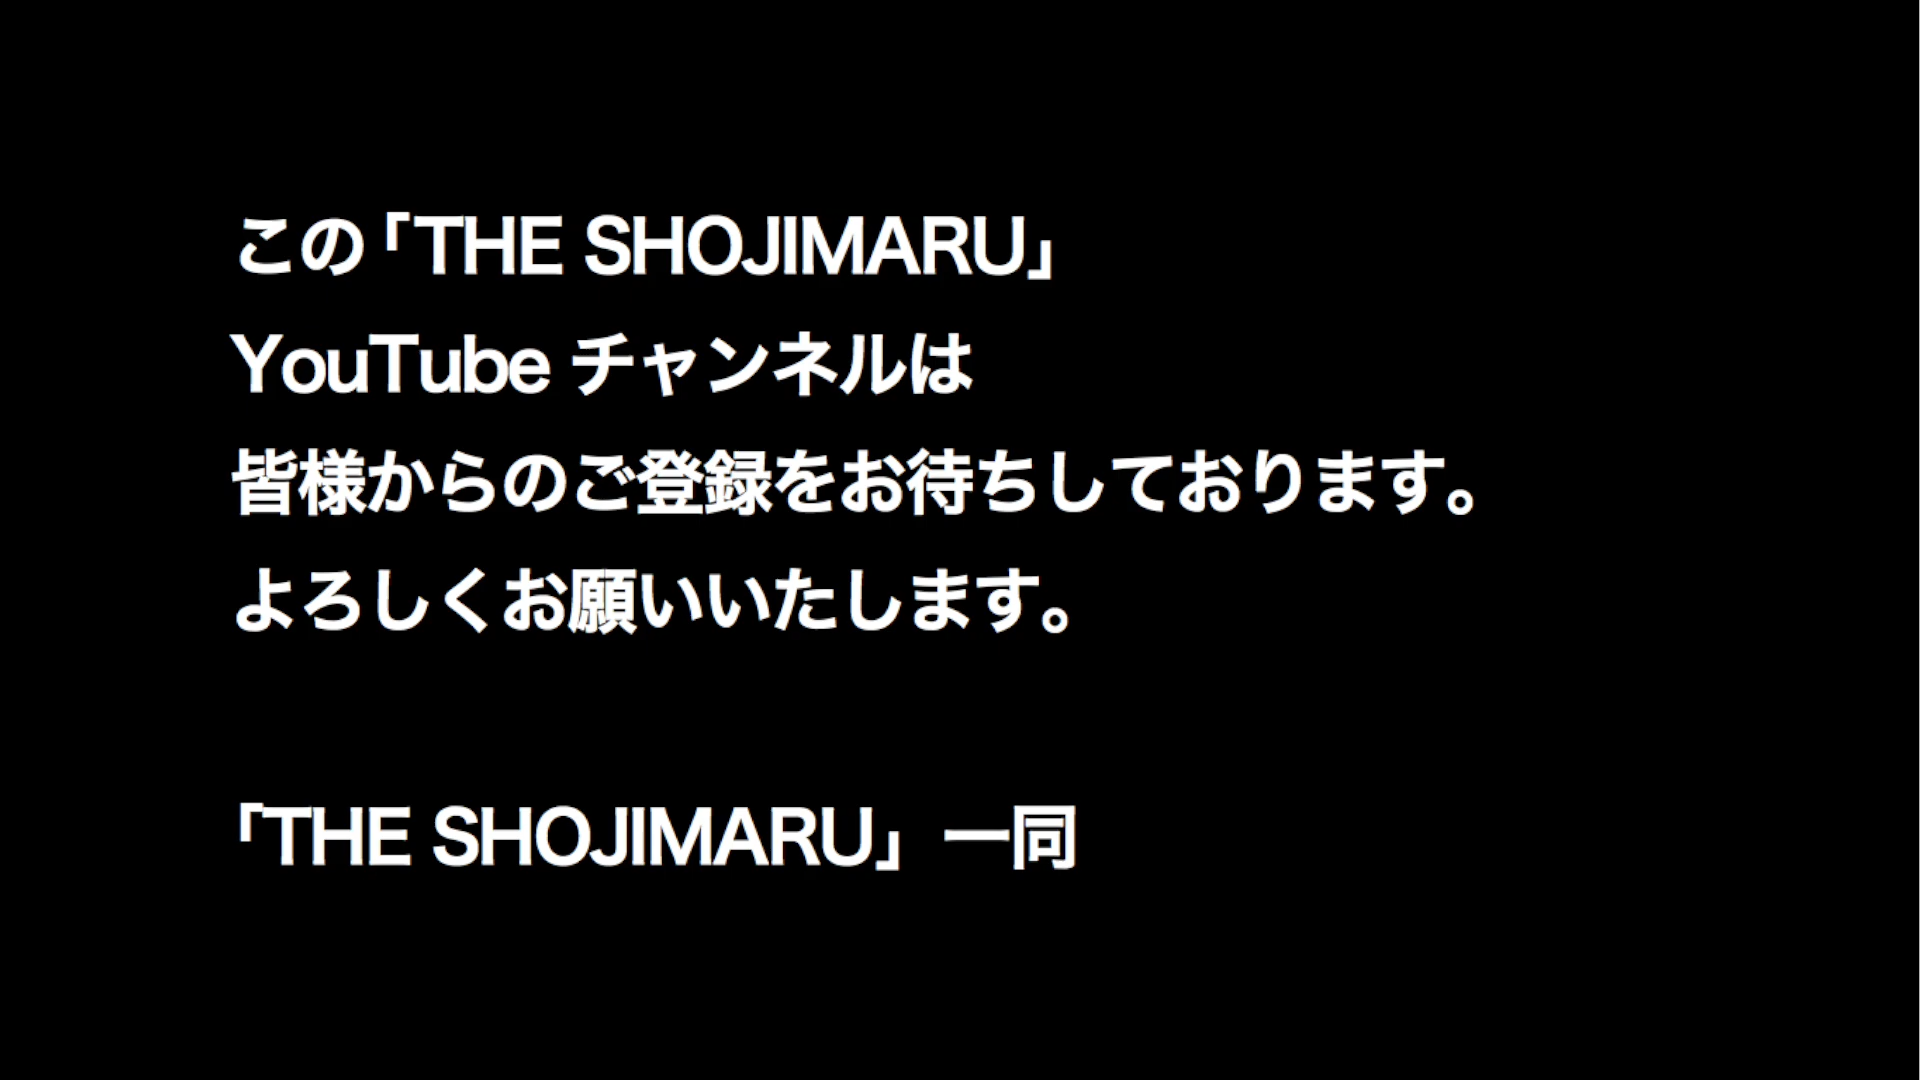 この「THE SHOJIMARU」
YouTube チャンネルは
皆様からのご登録をお待ちしております。
よろしくお願いいたします。
「THE SHOJIMARU」 一同